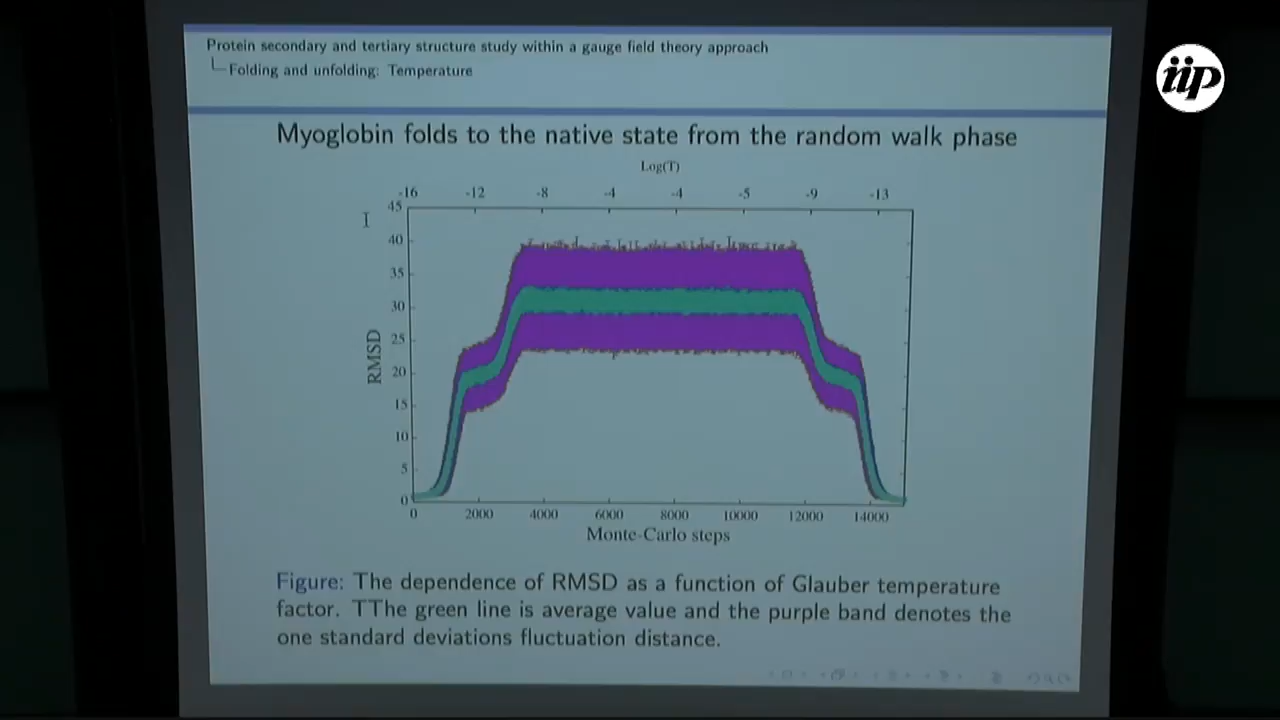 Protein secondary and tertiary structure study within a gauge field theory approach
Folding and unfolding: Temperature
iip
Myoglobin folds to the native state from the random walk phase
Log(T)
-16 -12 -8 -4 -4 -5 -9 -13
45
40
35
30
25
20
15
10
5
0
RMSD
0 2000 4000 6000 8000 10000 12000 14000
Monte-Carlo steps
Figure: The dependence of RMSD as a function of Glauber temperature
factor. TThe green line is average value and the purple band denotes the
one standard deviations fluctuation distance.